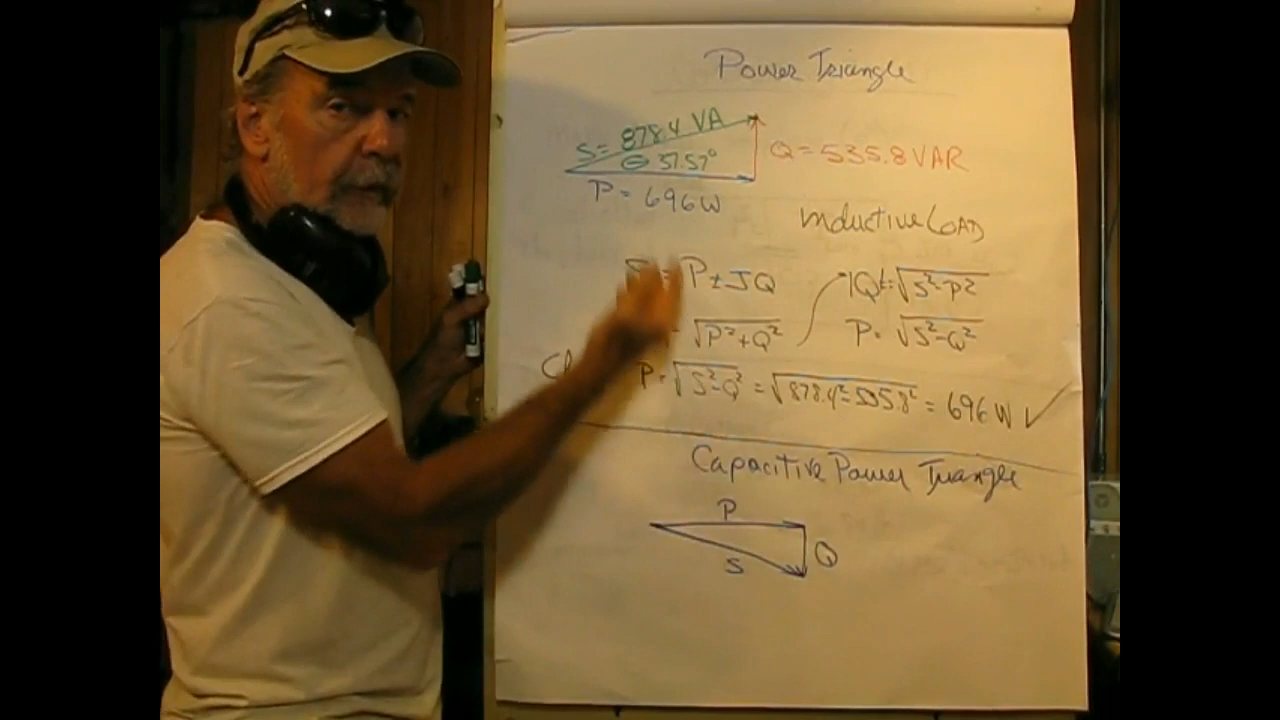 Power Triangle
S = 878.4 VA
Θ 37.57°
Q = 535.8 VAR
P = 696W
inductive LOAD
= P ± JQ
|Q| = √S²-P²
= √P²+Q²
P = √S²-Q²
P = √S²-Q² = √878.4²-535.8² = 696 W ✓
Capacitive Power Triangle
P
Q
S